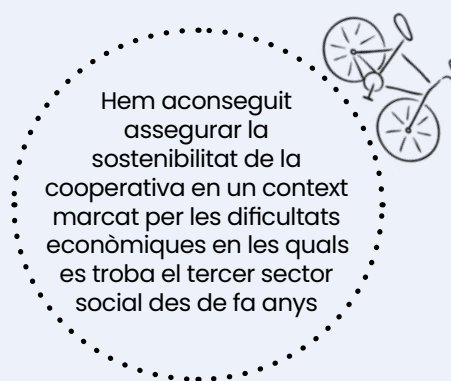 Hem aconseguit
assegurar la
sostenibilitat de la
cooperativa en un context
marcat per les dificultats
econòmiques en les quals
es troba el tercer sector
social des de fa anys